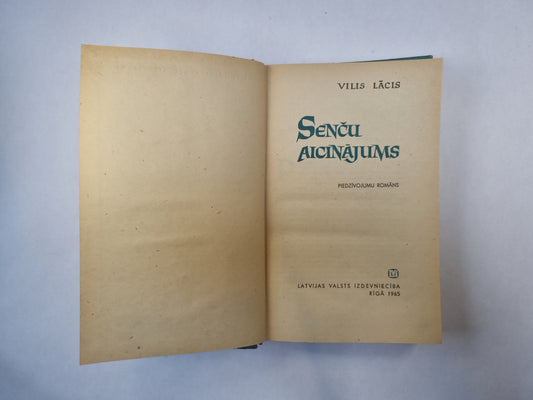 VILIS LĀCIS
SENČU
AICINĀJUMS
PIEDZĪVOJUMU ROMĀNS
LATVIJAS VALSTS IZDEVNIECĪBA
RĪGĀ 1965